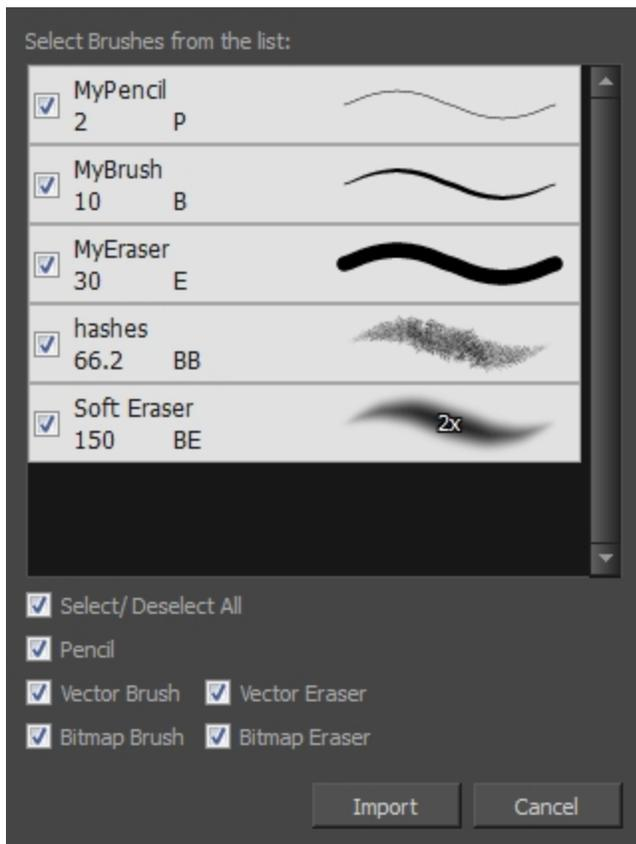 Select Brushes from the list:
MyPencil
2 P
MyBrush
10 B
MyEraser
30 E
hashes
66.2 BB
Soft Eraser
150 BE
2x
Select/ Deselect All
Pencil
Vector Brush Vector Eraser
Bitmap Brush Bitmap Eraser
Import Cancel